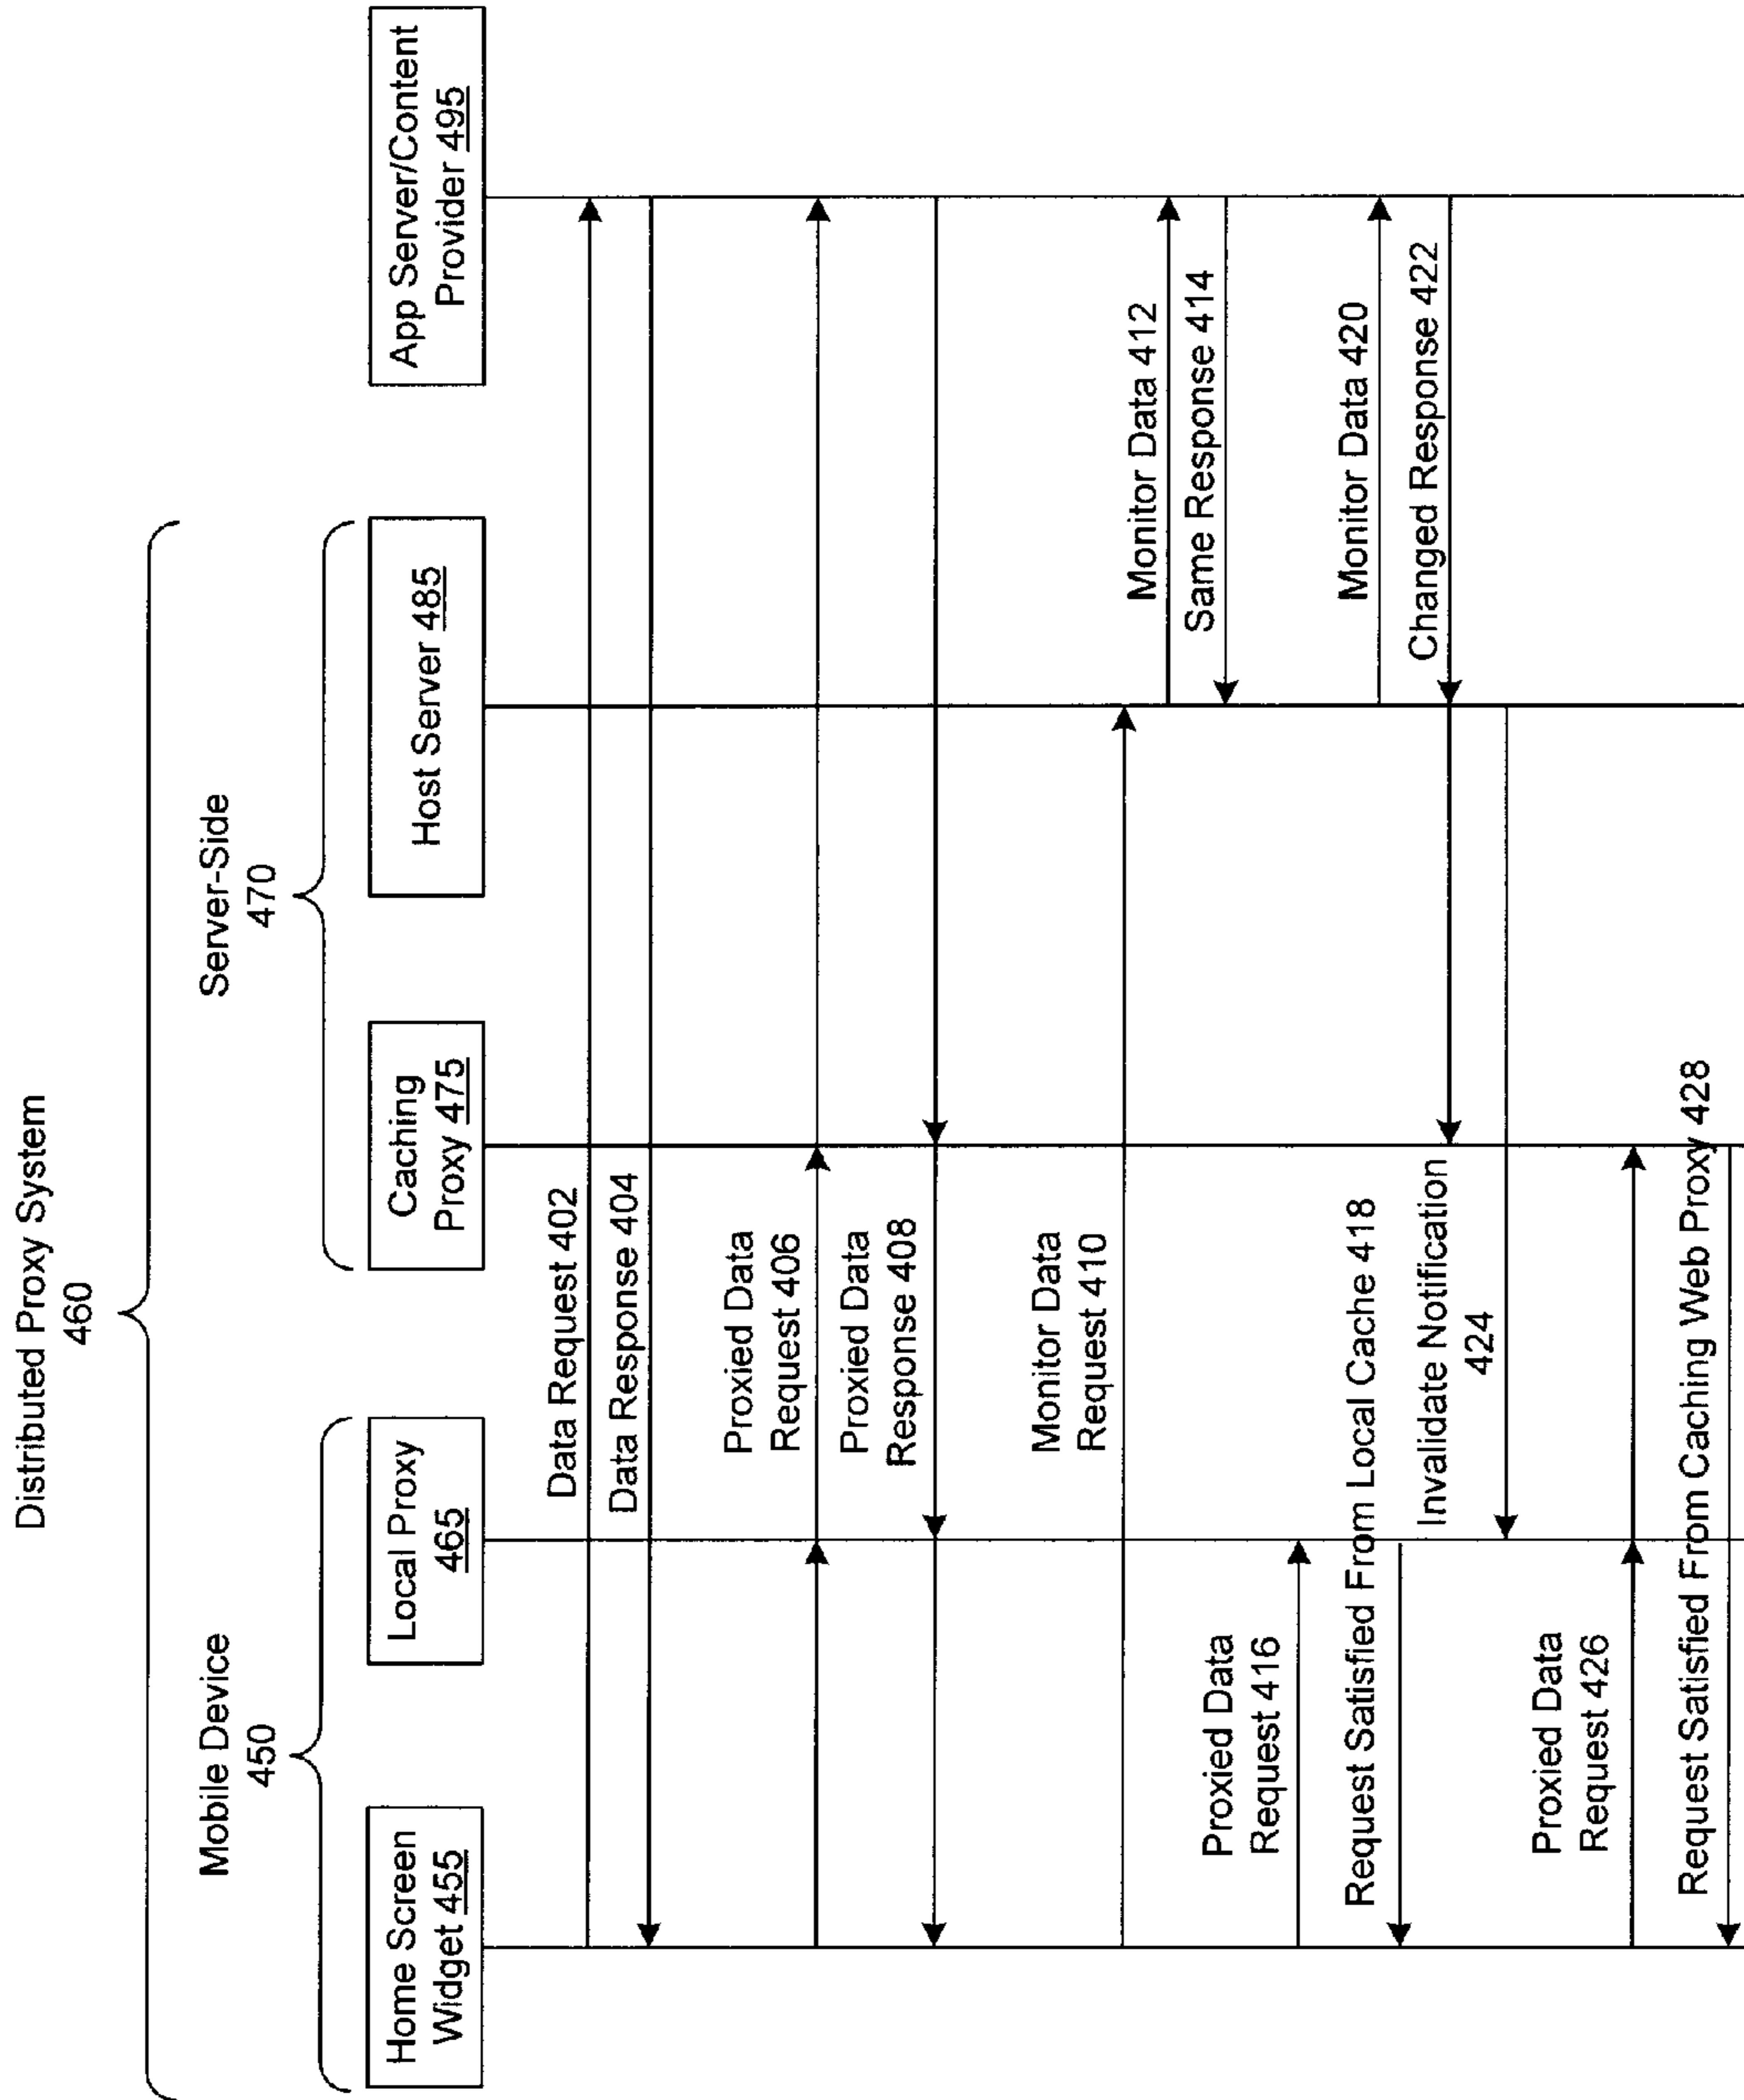 Distributed Proxy System
460
Mobile Device
450
Server-Side
470
Home Screen
Widget 455
Local Proxy
465
Caching
Proxy 475
Host Server 485
App Server/Content
Provider 495
Data Request 402
Data Response 404
Proxied Data
Request 406
Proxied Data
Response 408
Monitor Data
Request 410
Monitor Data 412
Same Response 414
Proxied Data
Request 416
Request Satisfied From Local Cache 418
Monitor Data 420
Changed Response 422
Invalidate Notification
424
Proxied Data
Request 426
Request Satisfied From Caching Web Proxy 428